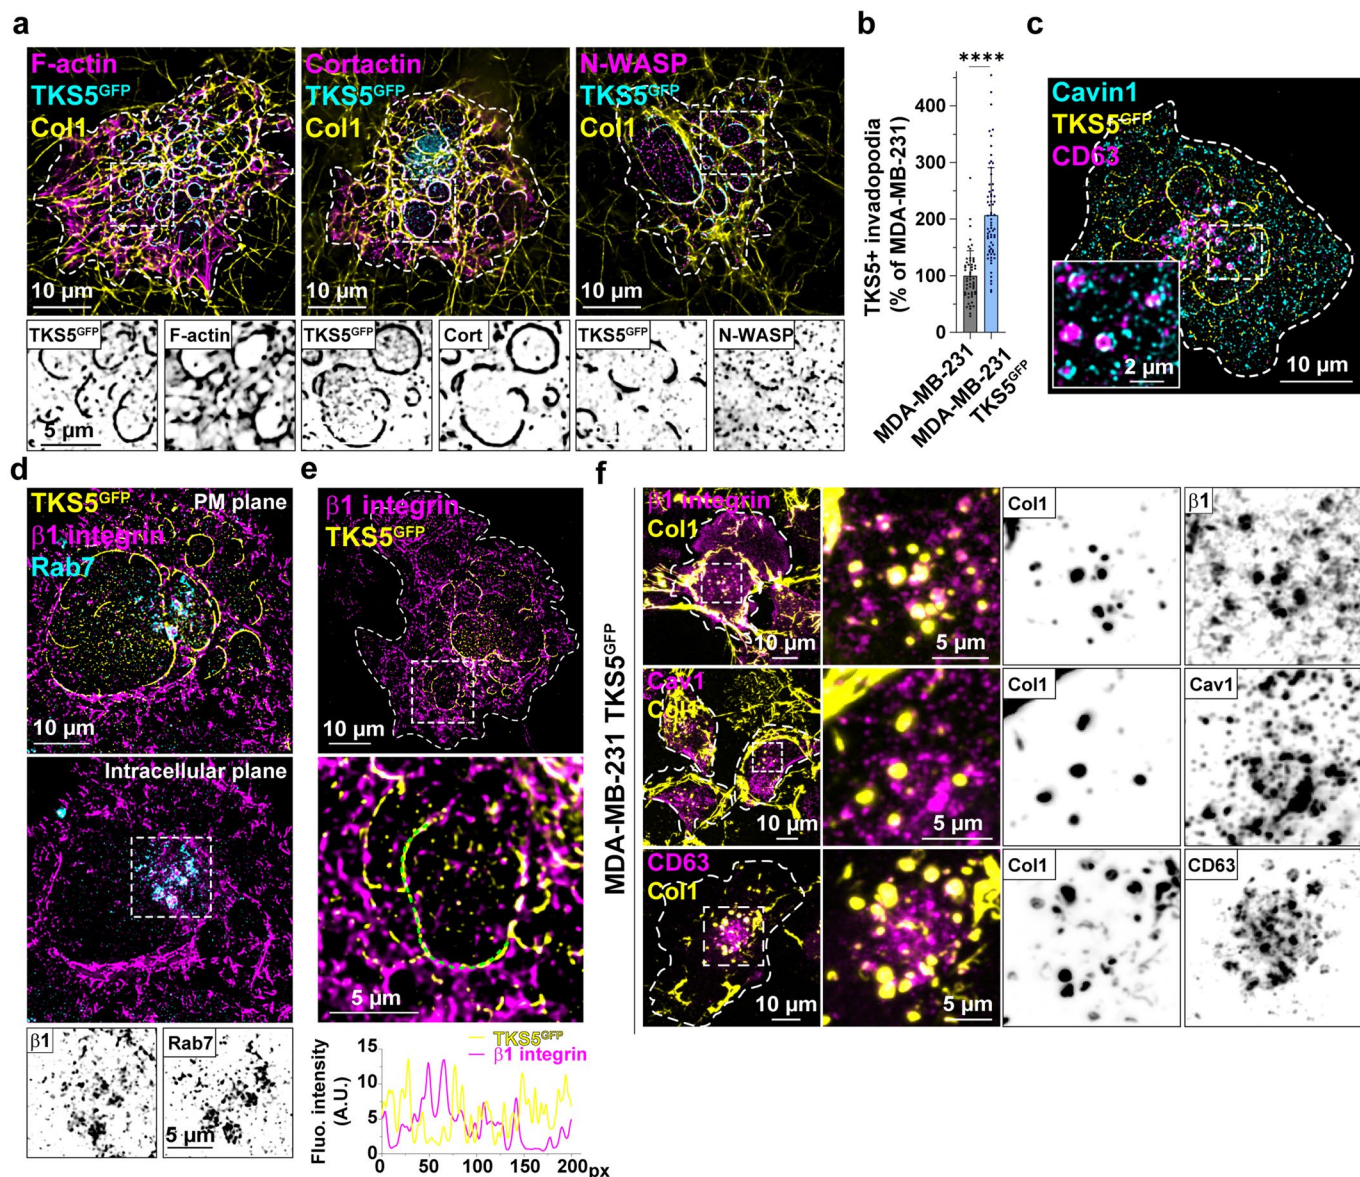 a
F-actin
TKS5GFP
Col1
10 µm
Cortactin
TKS5GFP
Col1
10 µm
N-WASP
TKS5GFP
Col1
10 µm
TKS5GFP
5 µm
F-actin
TKS5GFP
Cort
TKS5GFP
N-WASP
b
****
TKS5+ invadopodia
(% of MDA-MB-231)
400
300
200
100
0
MDA-MB-231
MDA-MB-231
TKS5GFP
c
Cavin1
TKS5GFP
CD63
2 µm
10 µm
d
TKS5GFP
PM plane
β1 integrin
Rab7
10 µm
Intracellular plane
β1
Rab7
5 µm
e
β1 integrin
TKS5GFP
10 µm
5 µm
TKS5GFP
β1 integrin
Fluo. intensity
(A.U.)
15
10
5
0
0
50
100
150
200
px
f
MDA-MB-231 TKS5GFP
β1 integrin
Col1
10 µm
5 µm
Col1
β1
Cav1
Col1
10 µm
5 µm
Col1
Cav1
CD63
Col1
10 µm
5 µm
Col1
CD63